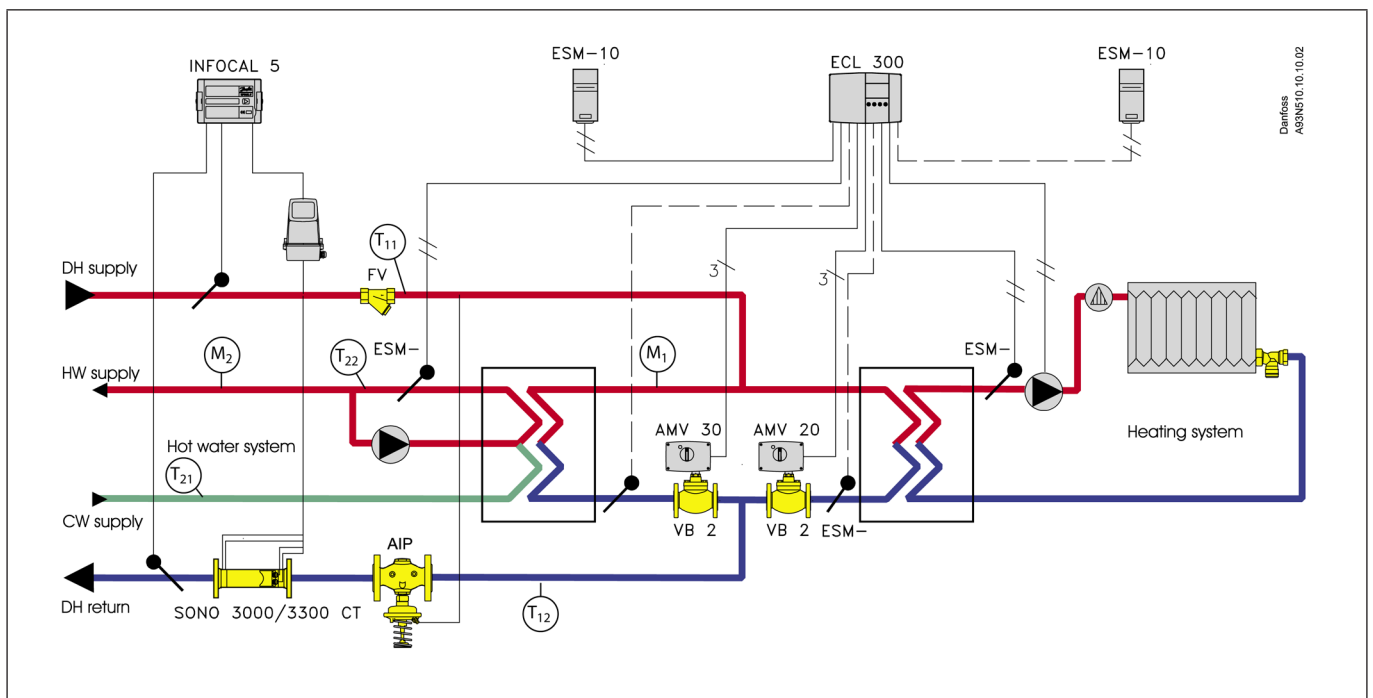 ESM-10
ECL 300
ESM-10
INFOCAL 5
Danfoss
A93N510.10.10.02
T11
FV
DH supply
M2
T22
ESM-
M1
ESM-
HW supply
AMV 30
AMV 20
3
3
Heating system
Hot water system
T21
CW supply
VB 2
VB 2
ESM-
AIP
DH return
SONO 3000/3300 CT
T12